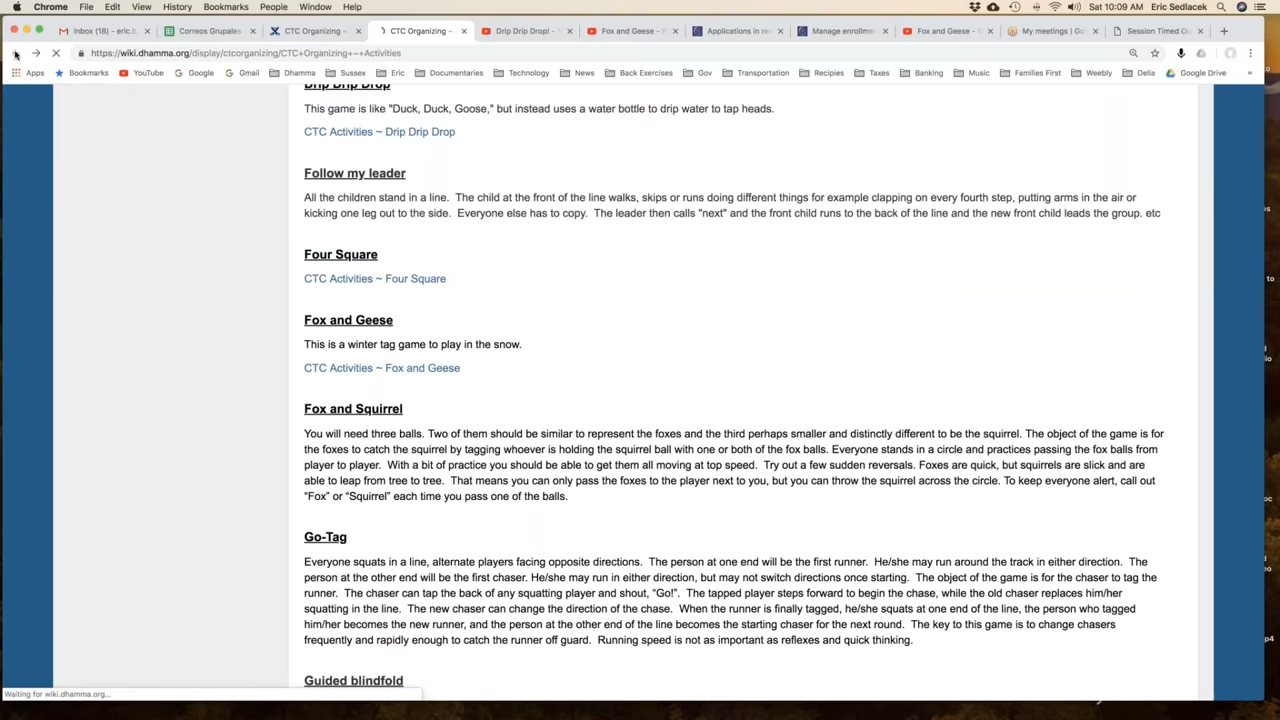 Chrome File Edit View History Bookmarks People Window Help Sat 10:09 AM Eric Sedlacek
Inbox (18) - eric.b Correos Grupales CTC Organizing ~ CTC Organizing ~ Drip Drip Drop! - Fox and Geese - Applications in re Manage enrollme Fox and Geese - My meetings | Go Session Timed O
https://wiki.dhamma.org/display/ctcorganizing/CTC+Organizing+~+Activities
Apps Bookmarks YouTube Google Gmail Dhamma Sussex Eric Documentaries Technology News Back Exercises Gov Transportation Recipies Taxes Banking Music Families First Weebly Delia Google Drive »
Drip Drip Drop
This game is like "Duck, Duck, Goose," but instead uses a water bottle to drip water to tap heads.
CTC Activities ~ Drip Drip Drop
Follow my leader
All the children stand in a line. The child at the front of the line walks, skips or runs doing different things for example clapping on every fourth step, putting arms in the air or
kicking one leg out to the side. Everyone else has to copy. The leader then calls "next" and the front child runs to the back of the line and the new front child leads the group. etc
Four Square
CTC Activities ~ Four Square
Fox and Geese
This is a winter tag game to play in the snow.
CTC Activities ~ Fox and Geese
Fox and Squirrel
You will need three balls. Two of them should be similar to represent the foxes and the third perhaps smaller and distinctly different to be the squirrel. The object of the game is for
the foxes to catch the squirrel by tagging whoever is holding the squirrel ball with one or both of the fox balls. Everyone stands in a circle and practices passing the fox balls from
player to player. With a bit of practice you should be able to get them all moving at top speed. Try out a few sudden reversals. Foxes are quick, but squirrels are slick and are
able to leap from tree to tree. That means you can only pass the foxes to the player next to you, but you can throw the squirrel across the circle. To keep everyone alert, call out
“Fox” or “Squirrel” each time you pass one of the balls.
Go-Tag
Everyone squats in a line, alternate players facing opposite directions. The person at one end will be the first runner. He/she may run around the track in either direction. The
person at the other end will be the first chaser. He/she may run in either direction, but may not switch directions once starting. The object of the game is for the chaser to tag the
runner. The chaser can tap the back of any squatting player and shout, “Go!”. The tapped player steps forward to begin the chase, while the old chaser replaces him/her
squatting in the line. The new chaser can change the direction of the chase. When the runner is finally tagged, he/she squats at one end of the line, the person who tagged
him/her becomes the new runner, and the person at the other end of the line becomes the starting chaser for the next round. The key to this game is to change chasers
frequently and rapidly enough to catch the runner off guard. Running speed is not as important as reflexes and quick thinking.
Guided blindfold
Waiting for wiki.dhamma.org...